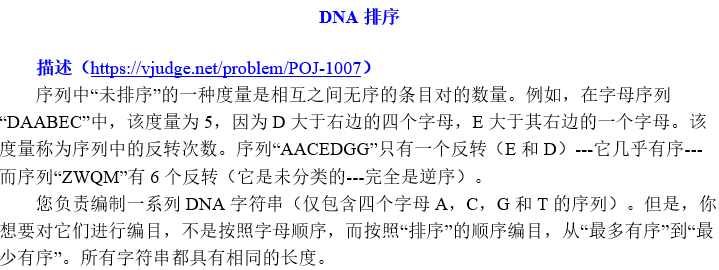 DNA 排序
描述（https://vjudge.net/problem/POJ-1007）
序列中“未排序”的一种度量是相互之间无序的条目对的数量。例如，在字母序列
“DAABEC”中，该度量为 5，因为 D 大于右边的四个字母，E 大于其右边的一个字母。该
度量称为序列中的反转次数。序列“AACEDGG”只有一个反转（E 和 D）---它几乎有序---
而序列“ZWQM”有 6 个反转（它是未分类的---完全是逆序）。
您负责编制一系列 DNA 字符串（仅包含四个字母 A，C，G 和 T 的序列）。但是，你
想要对它们进行编目，不是按照字母顺序，而按照“排序”的顺序编目，从“最多有序”到“最
少有序”。所有字符串都具有相同的长度。